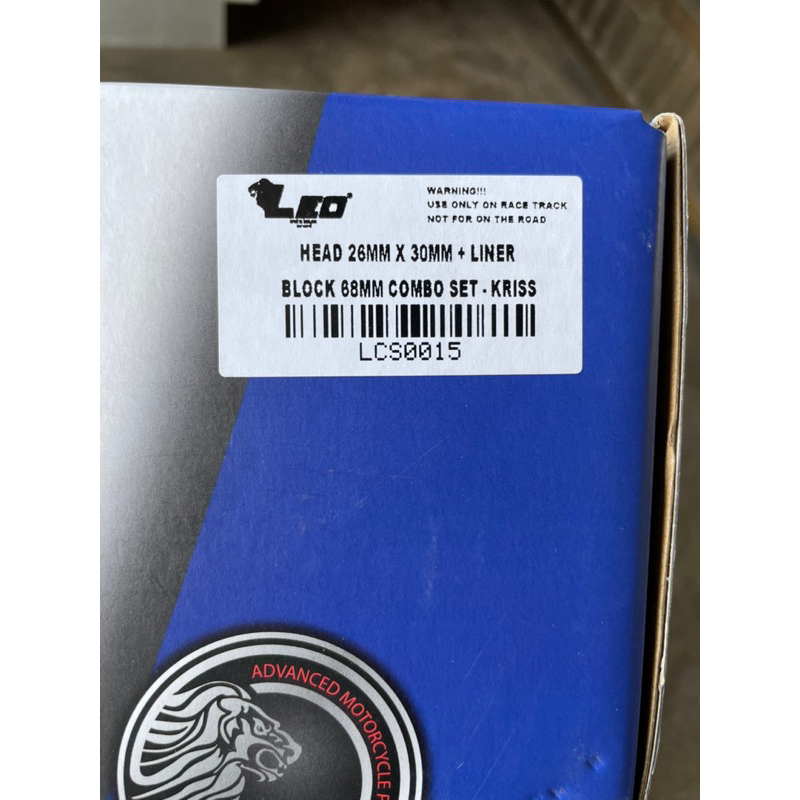 LEO
WARNING!!!
USE ONLY ON RACE TRACK
NOT FOR ON THE ROAD
HEAD 26MM X 30MM + LINER
BLOCK 68MM COMBO SET - KRISS
LCS0015
ADVANCED MOTORCYCLE